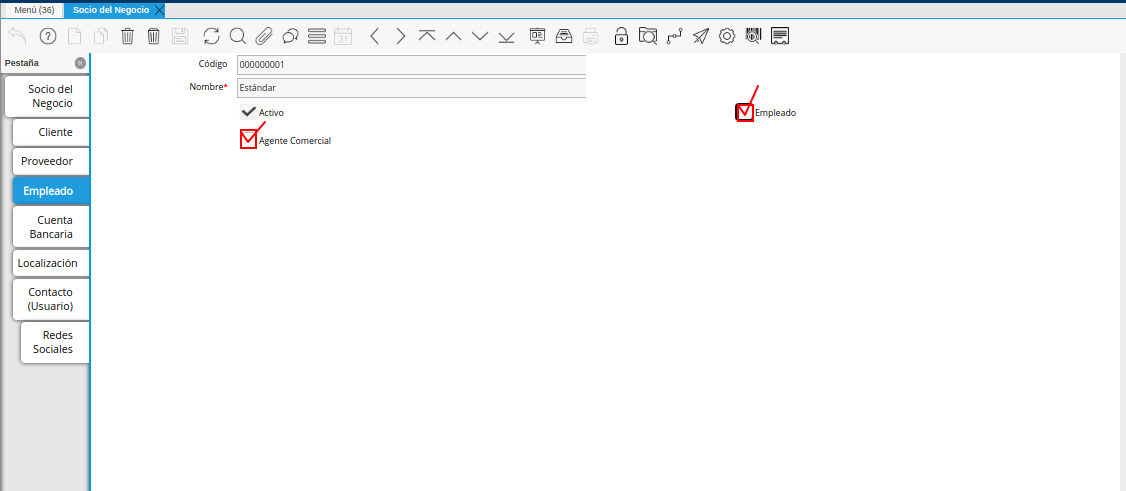 Menú (36)
Socio del Negocio
31
Pestaña
Código
000000001
Nombre*
Estándar
Activo
Empleado
Agente Comercial
Socio del
Negocio
Cliente
Proveedor
Empleado
Cuenta
Bancaria
Localización
Contacto
(Usuario)
Redes
Sociales